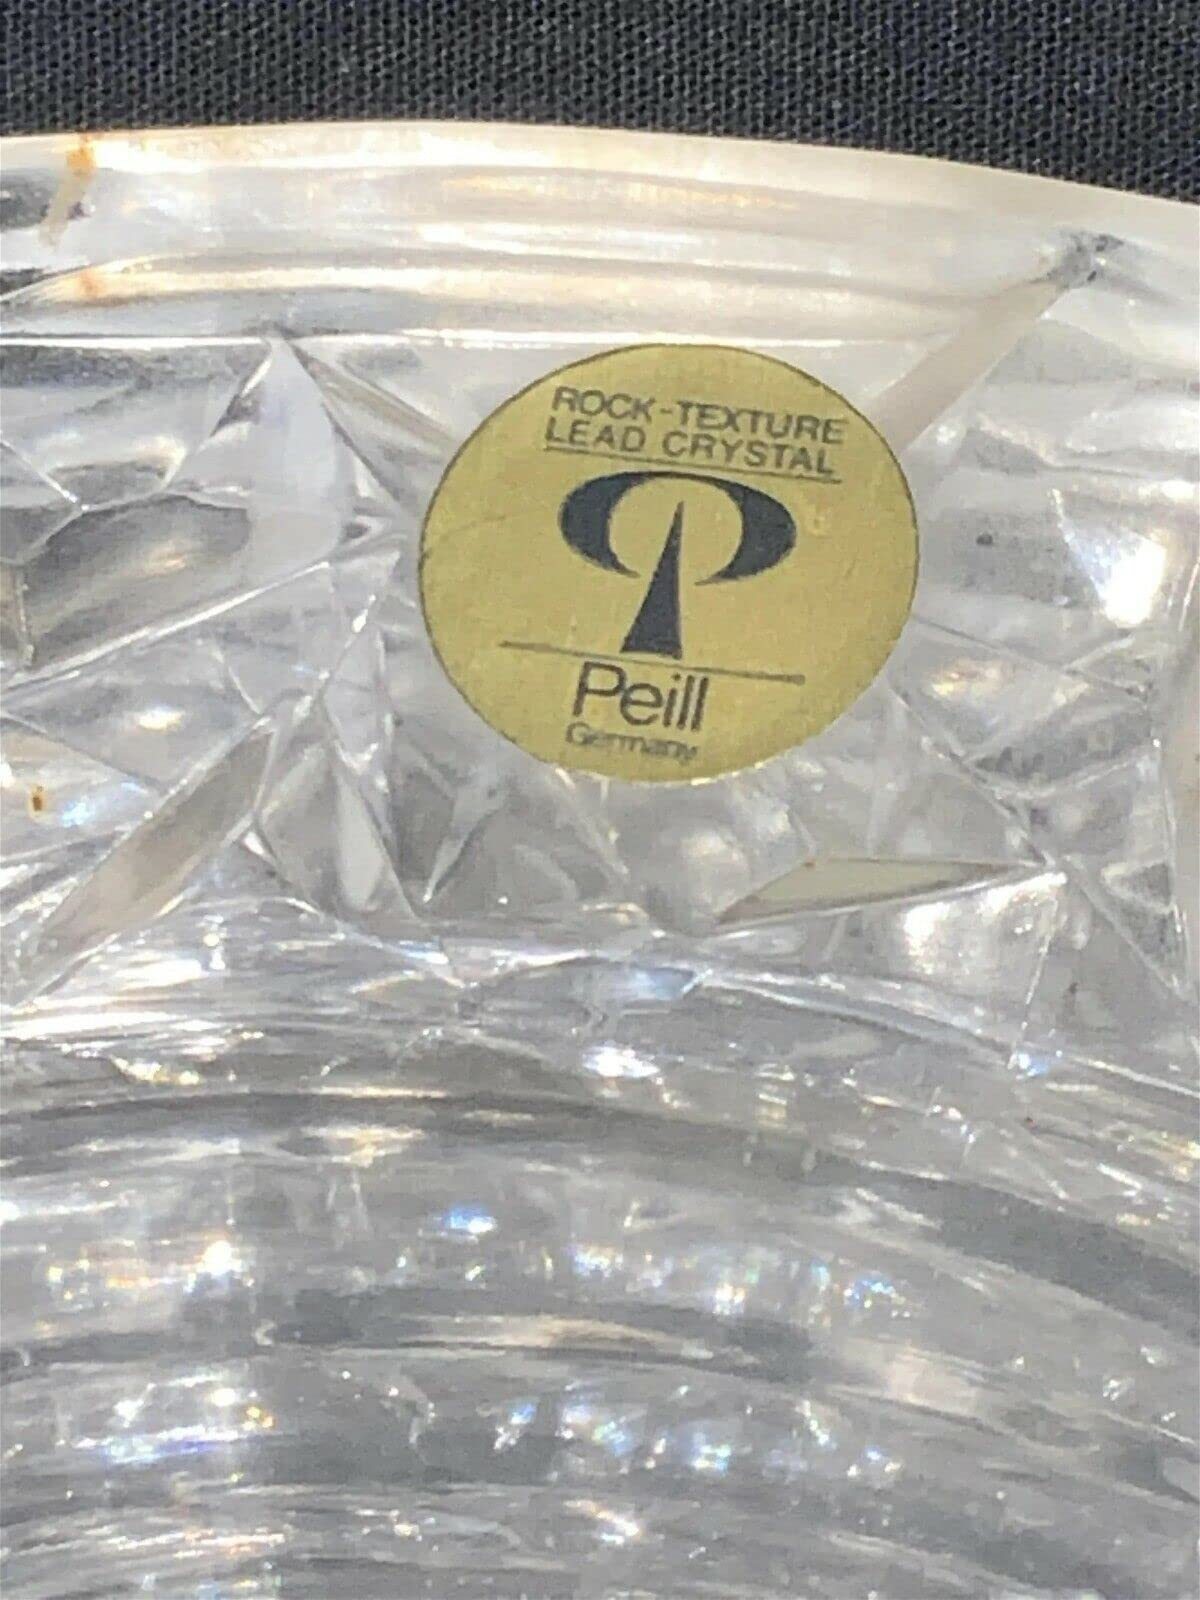 ROCK-TEXTURE
LEAD CRYSTAL
Peill
Germany